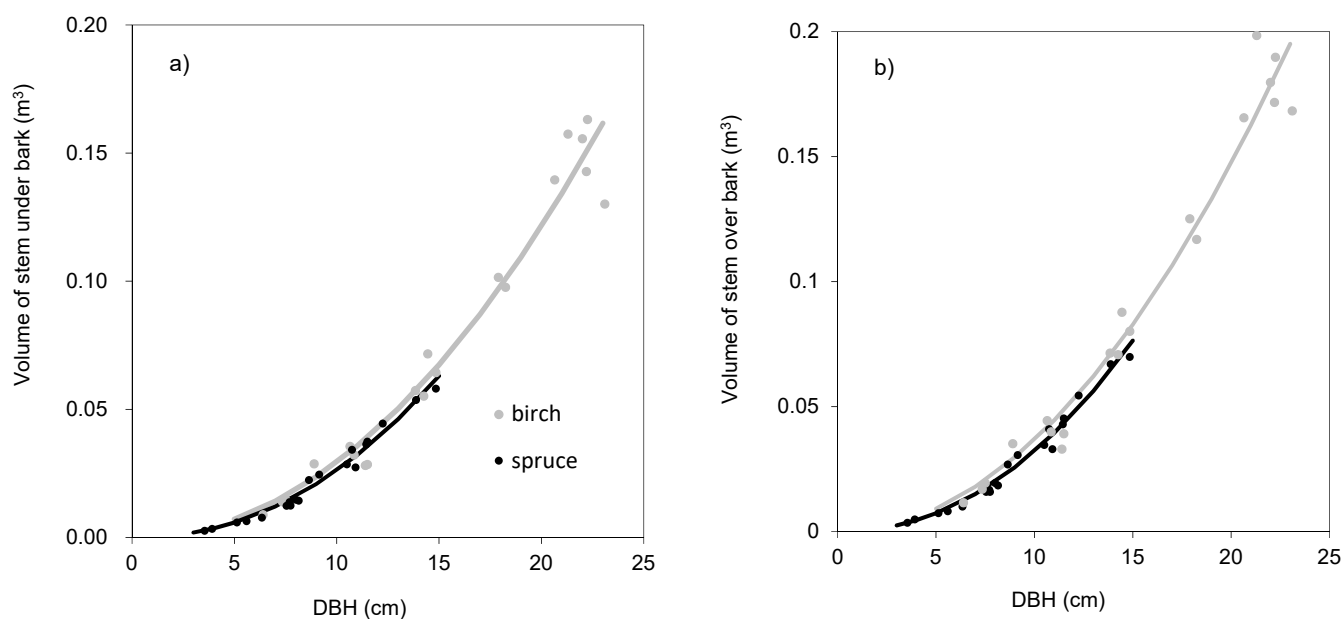 a)
Volume of stem under bark (m³)
0.20
0.15
0.10
0.05
0.00
0 5 10 15 20 25
DBH (cm)
birch
spruce
b)
Volume of stem over bark (m³)
0.2
0.15
0.1
0.05
0
0 5 10 15 20 25
DBH (cm)